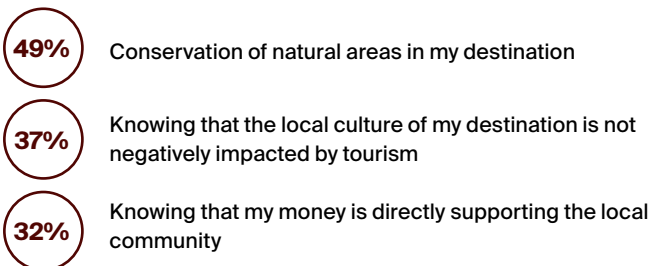 49%
Conservation of natural areas in my destination
37%
Knowing that the local culture of my destination is not
negatively impacted by tourism
32%
Knowing that my money is directly supporting the local
community